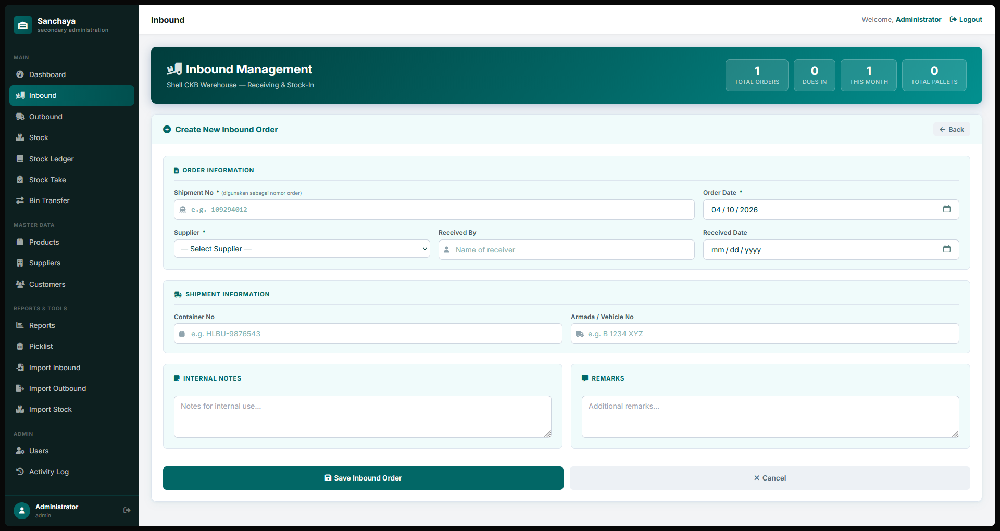 Sanchaya
secondary administration
MAIN
Dashboard
Inbound
Outbound
Stock
Stock Ledger
Stock Take
Bin Transfer
MASTER DATA
Products
Suppliers
Customers
REPORTS & TOOLS
Reports
Picklist
Import Inbound
Import Outbound
Import Stock
ADMIN
Users
Activity Log
Administrator
admin
Inbound
Welcome, Administrator Logout
Inbound Management
Shell CKB Warehouse — Receiving & Stock-In
1
TOTAL ORDERS
0
DUES IN
1
THIS MONTH
0
TOTAL PALLETS
Create New Inbound Order
Back
ORDER INFORMATION
Shipment No * (digunakan sebagai nomor order)
e.g. 109294012
Order Date *
04/10/2026
Supplier *
— Select Supplier —
Received By
Name of receiver
Received Date
mm/dd/yyyy
SHIPMENT INFORMATION
Container No
e.g. HLBU-9876543
Armada / Vehicle No
e.g. B 1234 XYZ
INTERNAL NOTES
Notes for internal use...
REMARKS
Additional remarks...
Save Inbound Order
Cancel